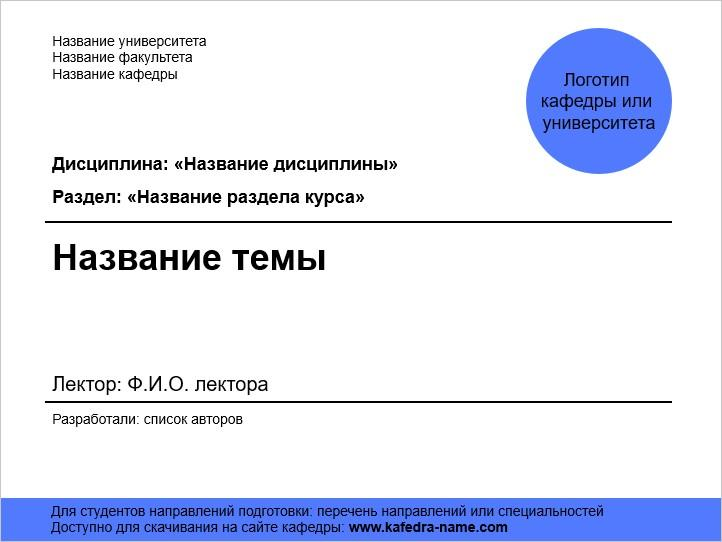 Название университета
Название факультета
Название кафедры
Логотип
кафедры или
университета
Дисциплина: «Название дисциплины»
Раздел: «Название раздела курса»
Название темы
Лектор: Ф.И.О. лектора
Разработали: список авторов
Для студентов направлений подготовки: перечень направлений или специальностей
Доступно для скачивания на сайте кафедры: www.kafedra-name.com